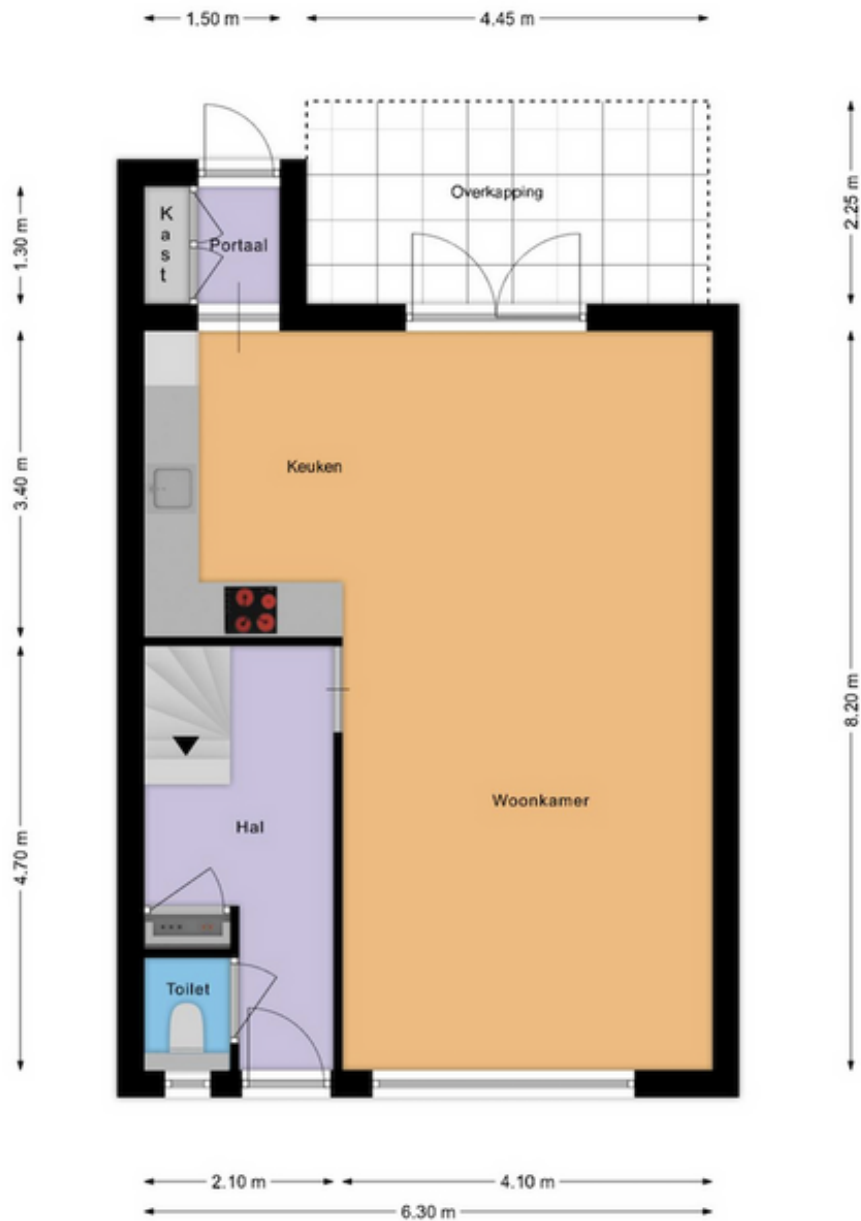 1.50 m
4.45 m
Overkapping
2.25 m
1.30 m
Kast
Portaal
3.40 m
Keuken
8.20 m
4.70 m
Woonkamer
Hal
Toilet
2.10 m
4.10 m
6.30 m